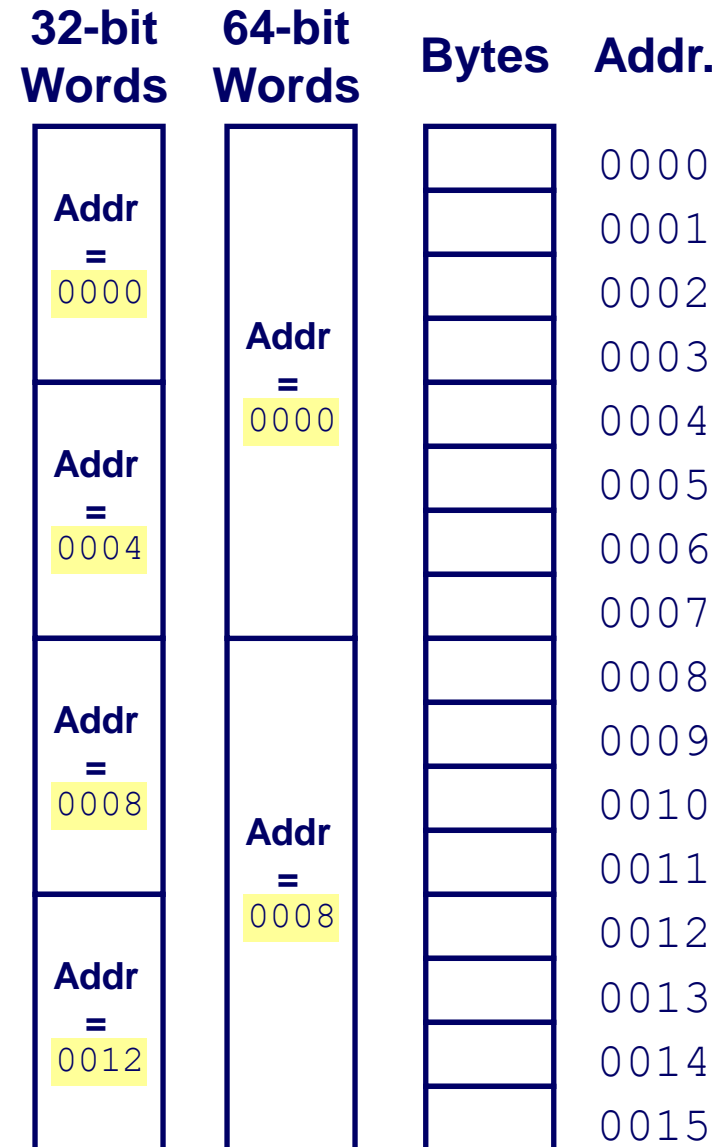 32-bit
Words
64-bit
Words
Bytes
Addr.
Addr
=
0000
Addr
=
0004
Addr
=
0008
Addr
=
0012
Addr
=
0000
Addr
=
0008
0000
0001
0002
0003
0004
0005
0006
0007
0008
0009
0010
0011
0012
0013
0014
0015